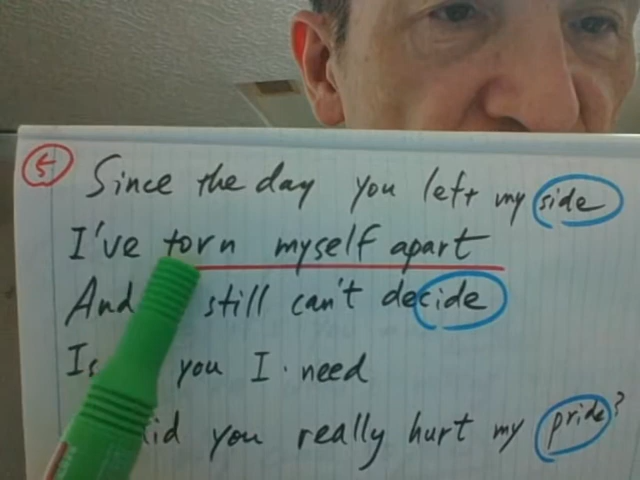 5 Since the day you left my side
I've torn myself apart
And still can't decide
you I need
you really hurt my pride?